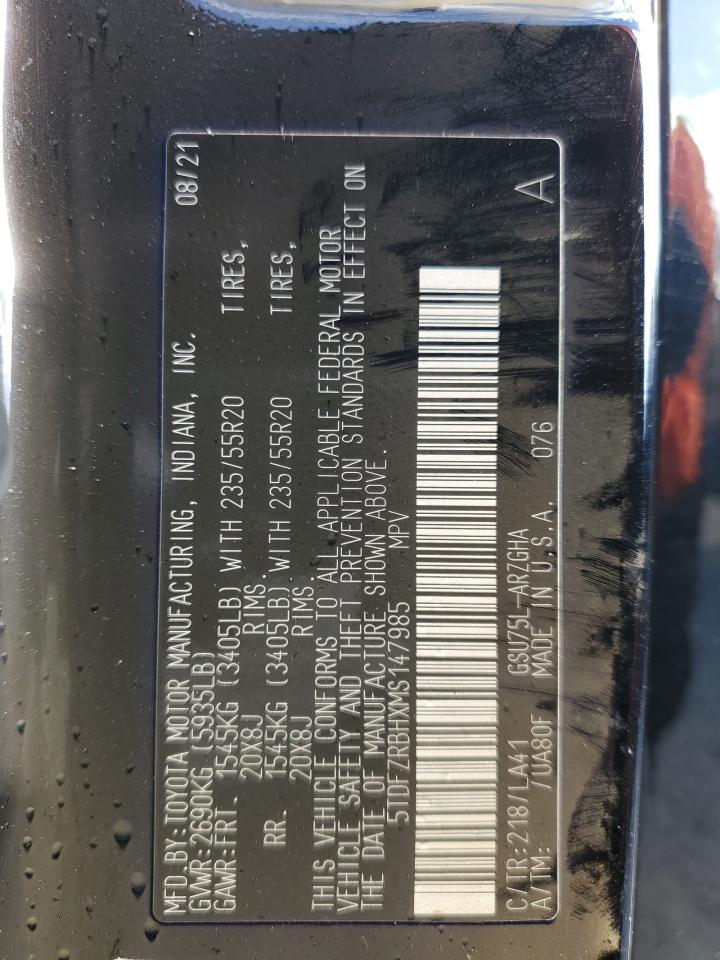 MFD.BY:TOYOTA MOTOR MANUFACTURING, INDIANA, INC. 08/21
GVWR:2690KG (5935LB)
GAWR:FRT. 1545KG (3405LB) WITH 235/55R20 TIRES,
20X8J RIMS.
RR. 1545KG (3405LB) WITH 235/55R20 TIRES,
20X8J RIMS
THIS VEHICLE CONFORMS TO ALL APPLICABLE FEDERAL MOTOR
VEHICLE SAFETY AND THEFT PREVENTION STANDARDS IN EFFECT ON
THE DATE OF MANUFACTURE SHOWN ABOVE.
5TDFZRBHXMS147985 MPV
C/TR:218/LA41 GSU75L-ARZGHA
A/TM: /UA80F MADE IN U.S.A. 076 A